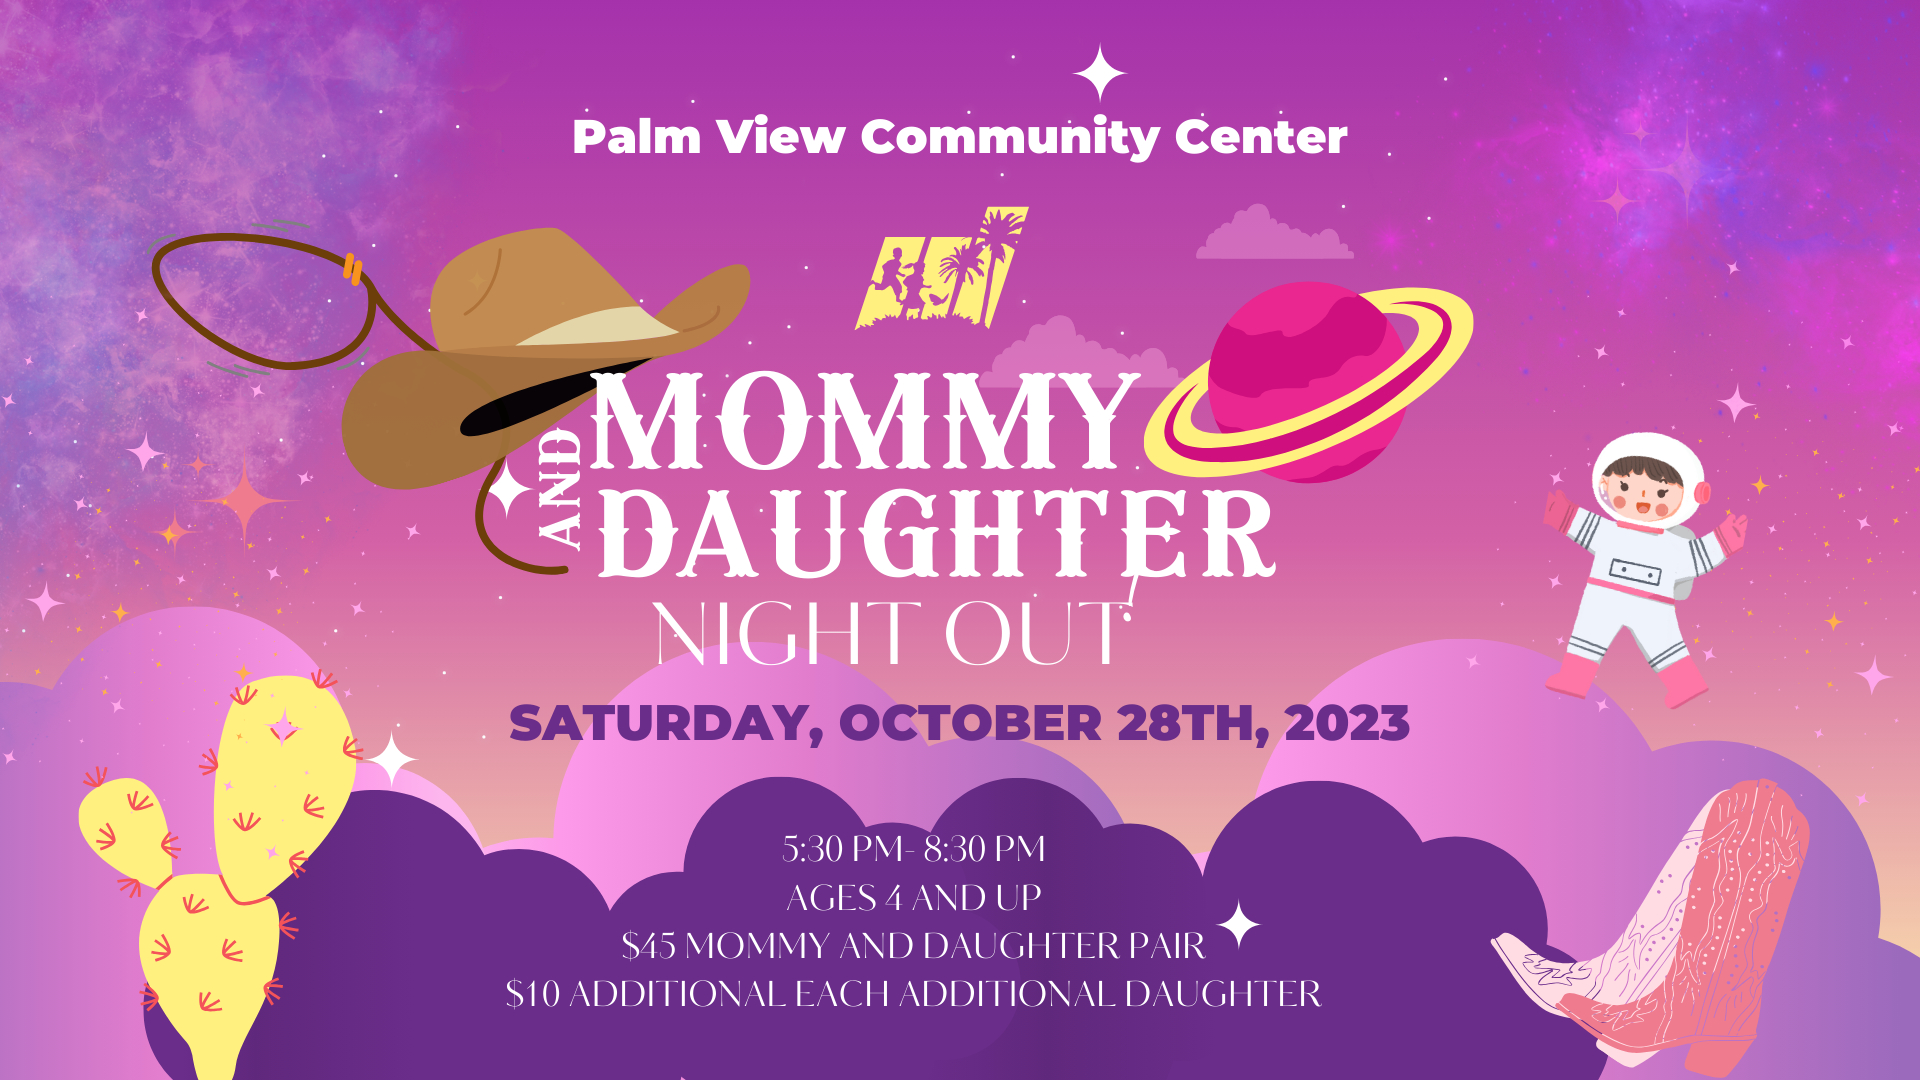 Palm View Community Center
MOMMY
AND
DAUGHTER
NIGHT OUT
SATURDAY, OCTOBER 28TH, 2023
5:30 PM- 8:30 PM
AGES 4 AND UP
$45 MOMMY AND DAUGHTER PAIR
$10 ADDITIONAL EACH ADDITIONAL DAUGHTER